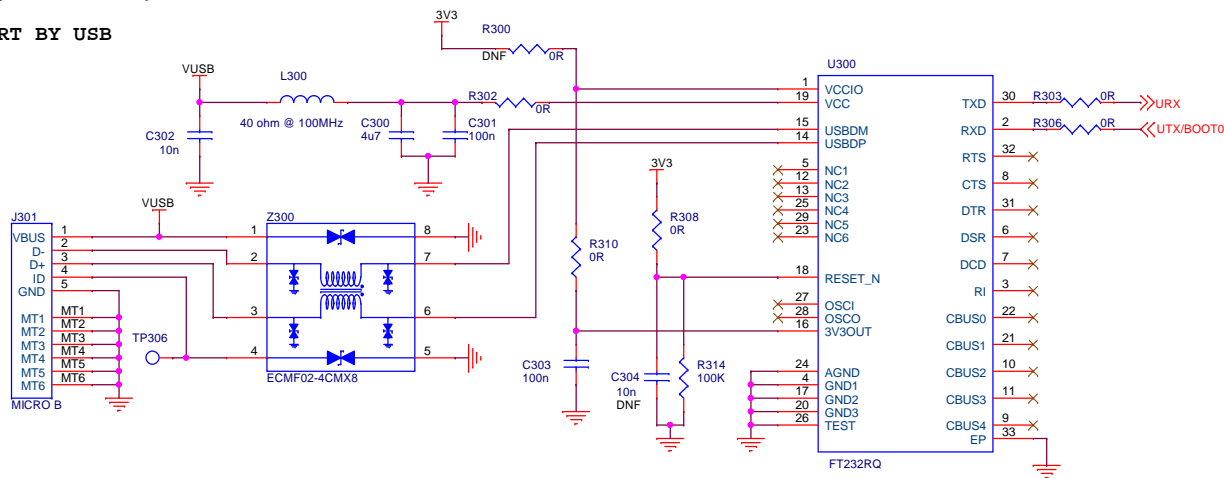 RT BY USB
3V3
R300
DNF
0R
VUSB
L300
40 ohm @ 100MHz
C302
10n
C300
4u7
C301
100n
R302
0R
U300
1
VCCIO
19
VCC
15
USBDM
14
USBDP
5
NC1
12
NC2
13
NC3
25
NC4
29
NC5
23
NC6
18
RESET_N
27
OSCI
28
OSCO
16
3V3OUT
24
AGND
4
GND1
17
GND2
20
GND3
26
TEST
TXD
30
RXD
2
RTS
32
CTS
8
DTR
31
DSR
6
DCD
7
RI
3
CBUS0
22
CBUS1
21
CBUS2
10
CBUS3
11
CBUS4
9
EP
33
FT232RQ
R303
0R
URX
R306
0R
UTX/BOOT0
3V3
R308
0R
R310
0R
C303
100n
C304
10n
DNF
R314
100K
J301
VBUS
1
D-
2
D+
3
ID
4
GND
5
MT1
MT1
MT2
MT2
MT3
MT3
MT4
MT4
MT5
MT5
MT6
MT6
MICRO B
VUSB
TP306
Z300
1
2
3
4
8
7
6
5
ECMF02-4CMX8